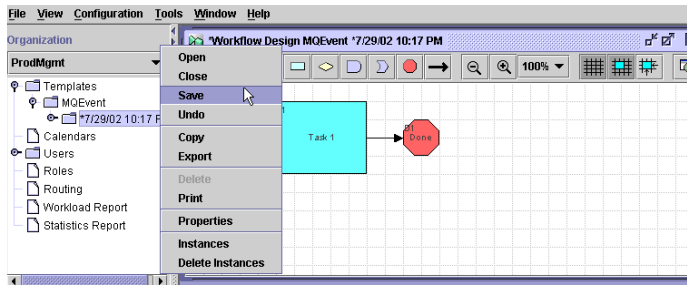 File View Configuration Tools Window Help
Organization
*Workflow Design MQEvent *7/29/02 10:17 PM
ProdMgmt
100%
Templates
MQEvent
*7/29/02 10:17 P
Calendars
Users
Roles
Routing
Workload Report
Statistics Report
Open
Close
Save
Undo
Copy
Export
Delete
Print
Properties
Instances
Delete Instances
Task 1
Done